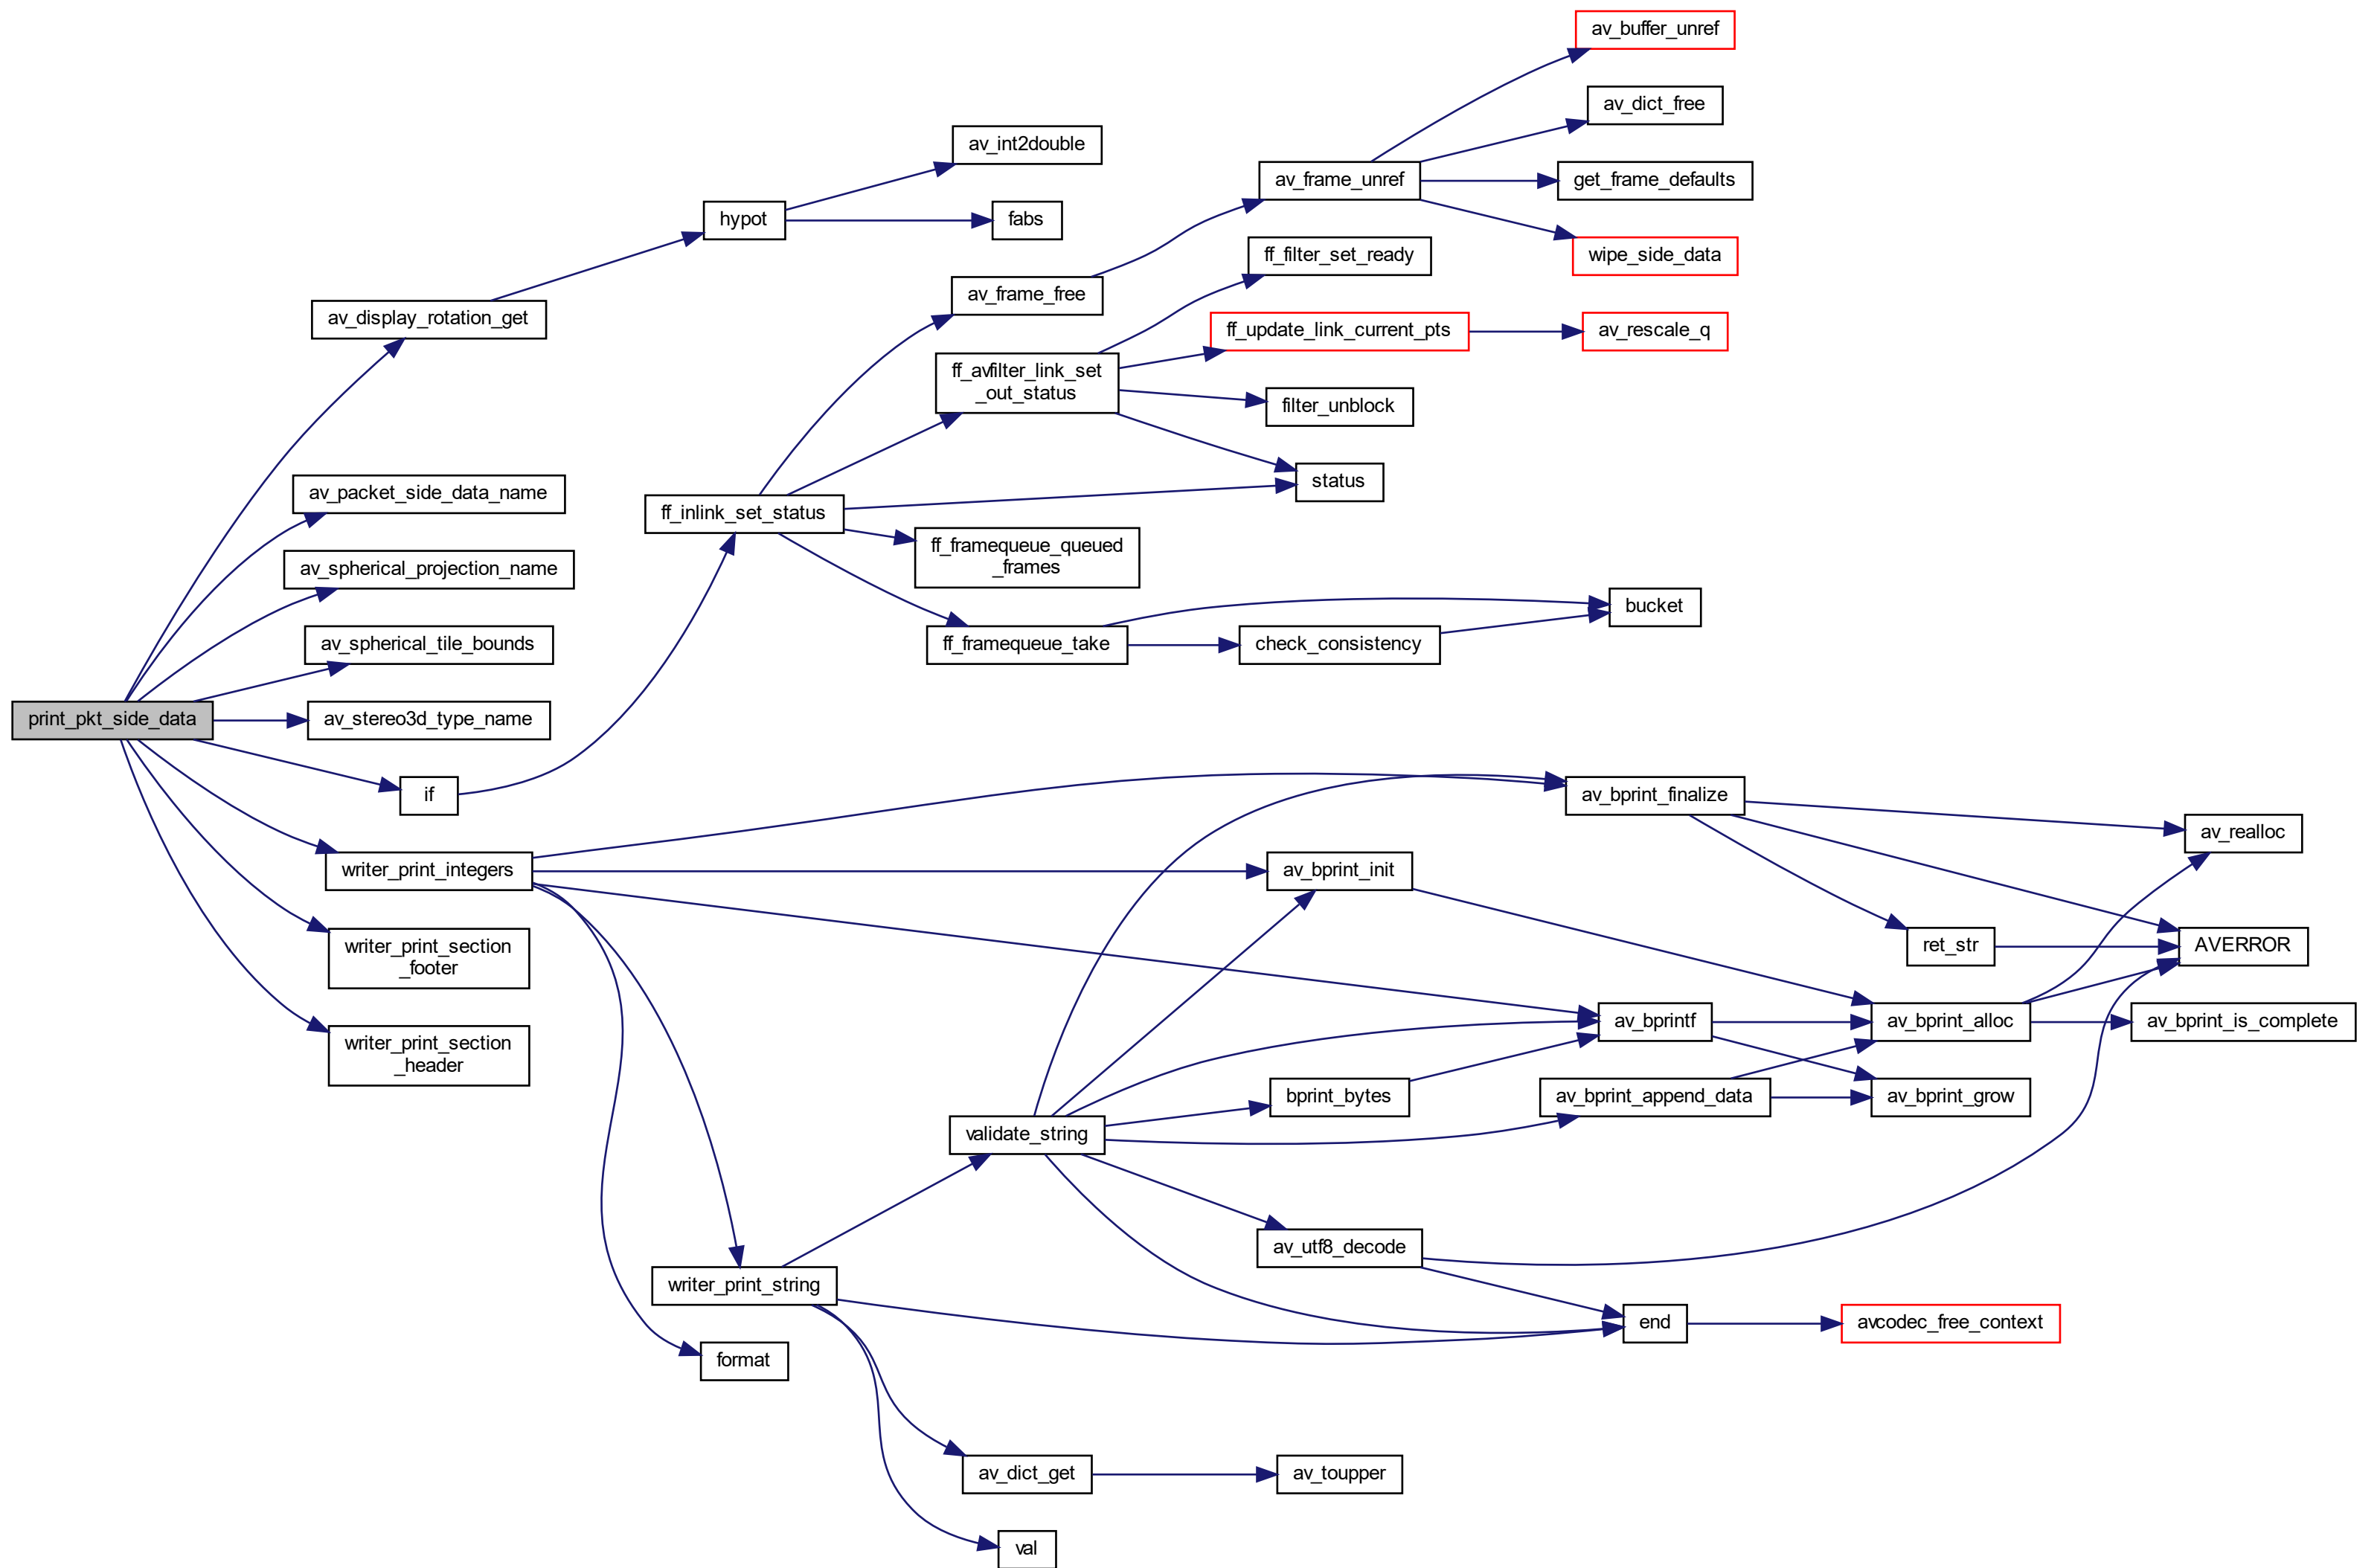 av_buffer_unref
av_dict_free
av_int2double
av_frame_unref
get_frame_defaults
hypot
fabs
ff_filter_set_ready
wipe_side_data
av_frame_free
av_display_rotation_get
ff_update_link_current_pts
av_rescale_q
ff_avfilter_link_set
_out_status
filter_unblock
status
av_packet_side_data_name
ff_inlink_set_status
ff_framequeue_queued
_frames
av_spherical_projection_name
bucket
av_spherical_tile_bounds
ff_framequeue_take
check_consistency
print_pkt_side_data
av_stereo3d_type_name
if
av_bprint_finalize
av_realloc
writer_print_integers
av_bprint_init
writer_print_section
_footer
ret_str
AVERROR
av_bprintf
av_bprint_alloc
av_bprint_is_complete
writer_print_section
_header
bprint_bytes
av_bprint_append_data
av_bprint_grow
validate_string
av_utf8_decode
writer_print_string
end
avcodec_free_context
format
av_dict_get
av_toupper
val